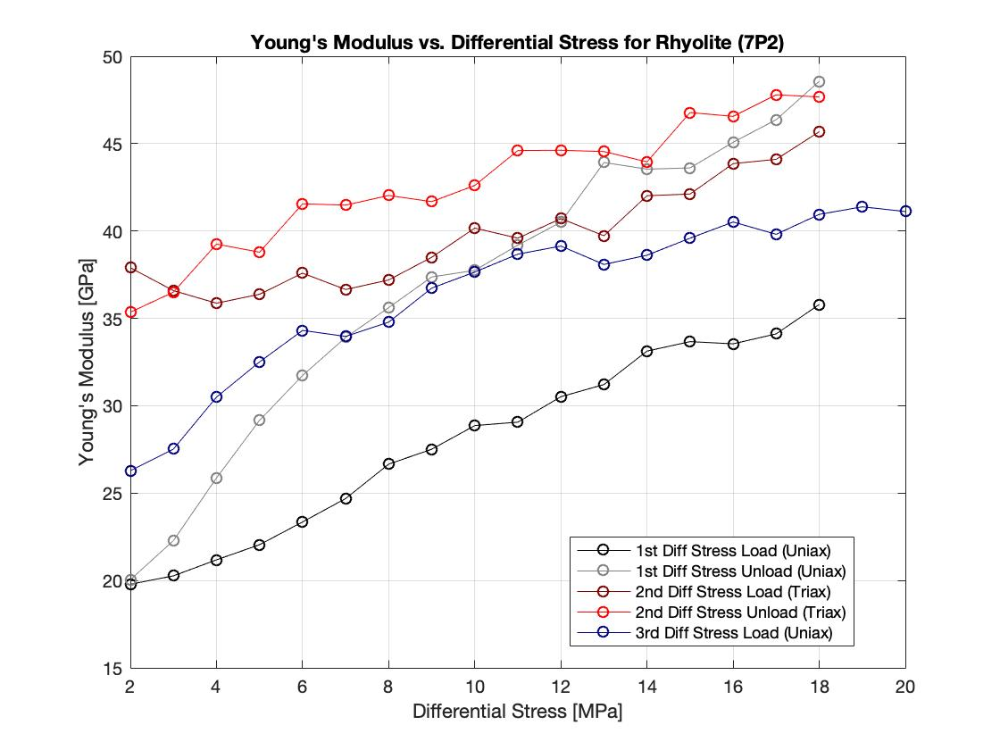 Young's Modulus vs. Differential Stress for Rhyolite (7P2)
50
45
40
35
30
25
20
15
Young's Modulus [GPa]
1st Diff Stress Load (Uniax)
1st Diff Stress Unload (Uniax)
2nd Diff Stress Load (Triax)
2nd Diff Stress Unload (Triax)
3rd Diff Stress Load (Uniax)
2 4 6 8 10 12 14 16 18 20
Differential Stress [MPa]